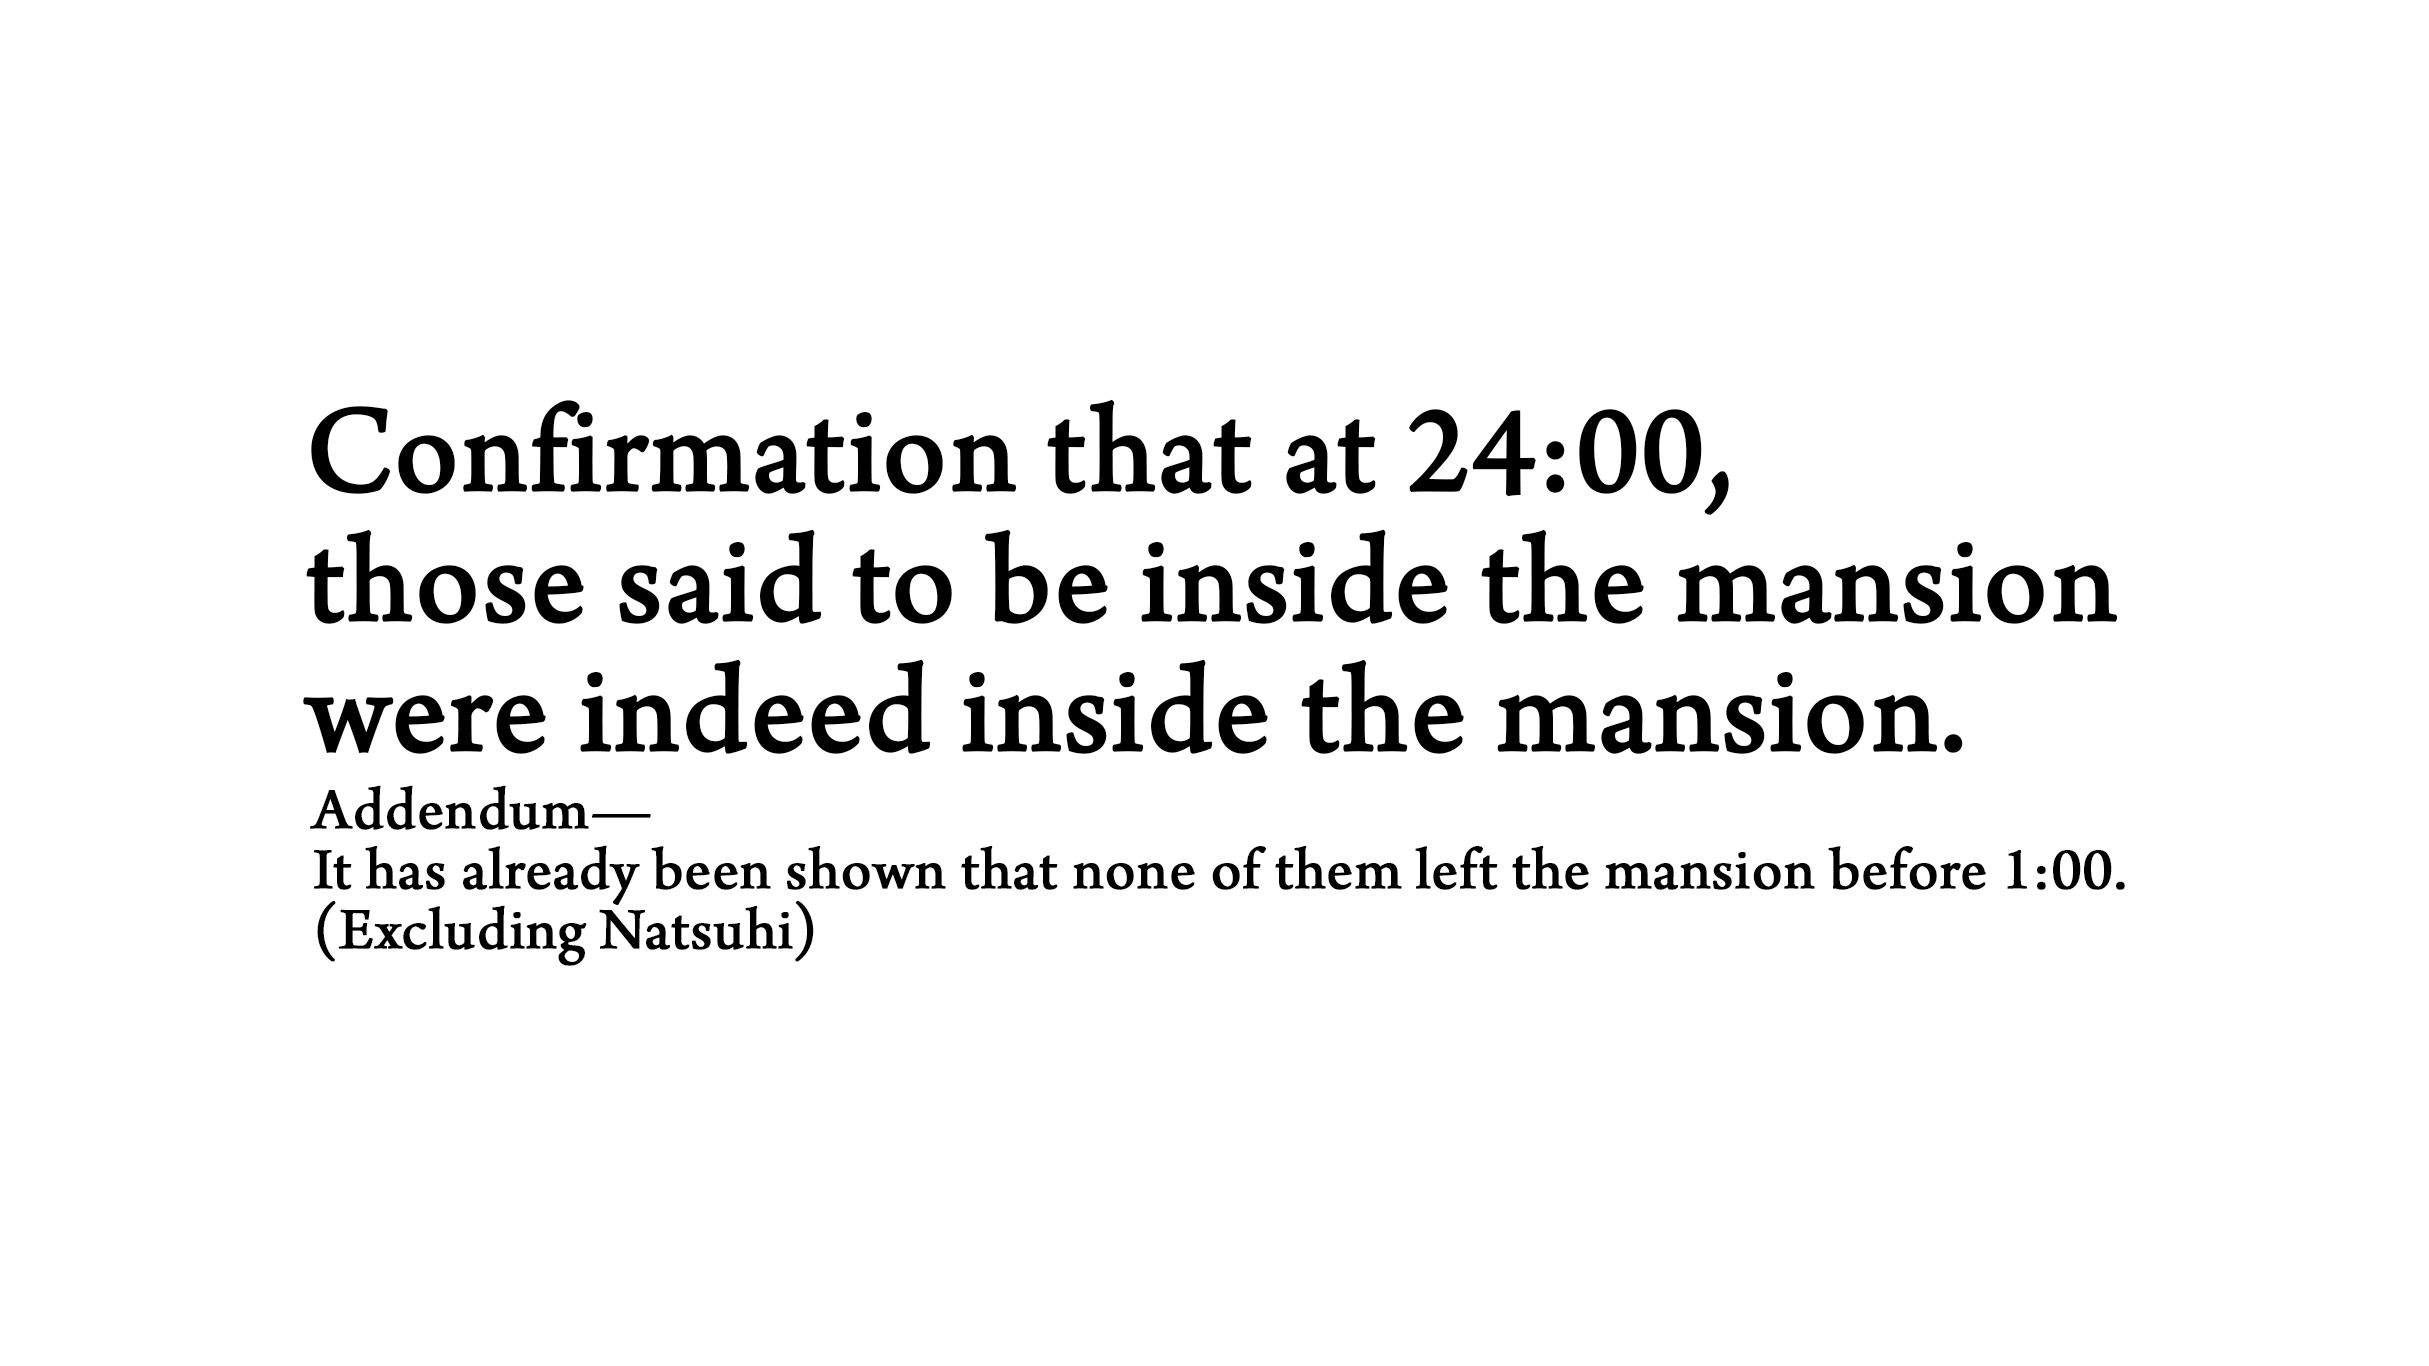 Confirmation that at 24:00,
those said to be inside the mansion
were indeed inside the mansion.
Addendum—
It has already been shown that none of them left the mansion before 1:00.
(Excluding Natsuhi)